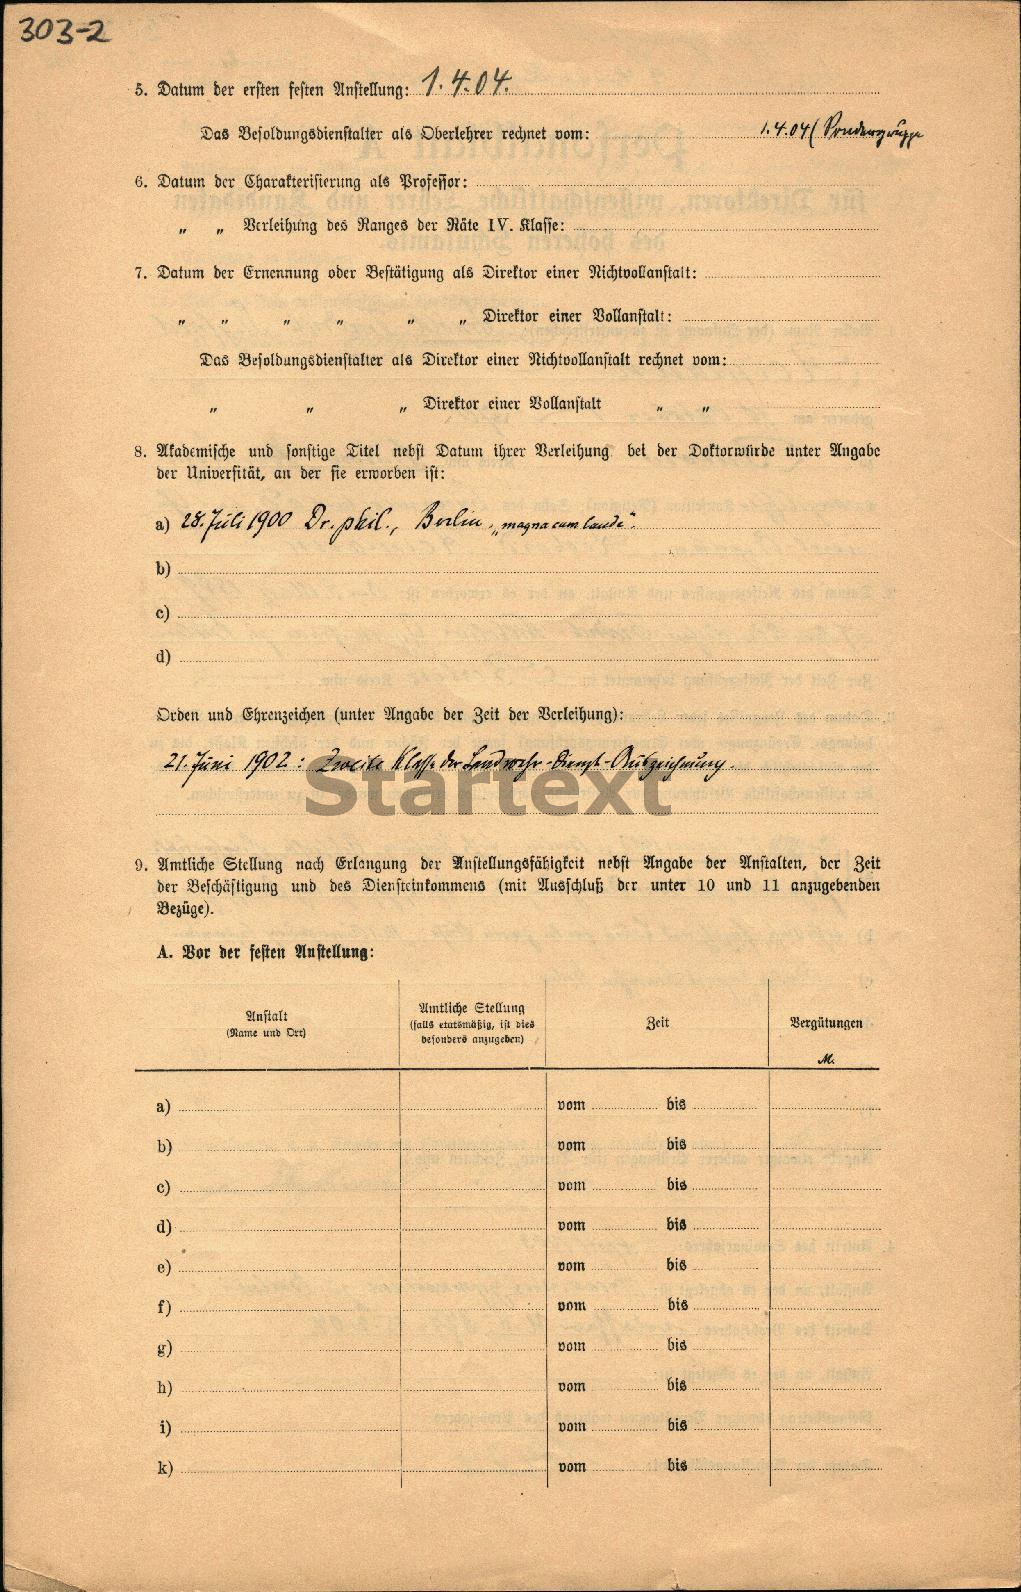 303-2
5. Datum der ersten festen Anstellung: 1.4.04.
Das Besoldungsdienstalter als Oberlehrer rechnet vom: 1.4.04 (Sondergruppe
6. Datum der Charakterisierung als Professor:
„ „ Verleihung des Ranges der Räte IV. Klasse:
7. Datum der Ernennung oder Bestätigung als Direktor einer Nichtvollanstalt:
„ „ „ „ „ „ Direktor einer Vollanstalt:
Das Besoldungsdienstalter als Direktor einer Nichtvollanstalt rechnet vom:
„ „ „ Direktor einer Vollanstalt „ „
8. Akademische und sonstige Titel nebst Datum ihrer Verleihung bei der Doktorwürde unter Angabe
der Universität, an der sie erworben ist:
a) 28. Juli 1900 Dr. phil., Berlin, „magna cum laude".
b)
c)
d)
Orden und Ehrenzeichen (unter Angabe der Zeit der Verleihung):
21. Juni 1902: Zweite Klasse der Landwehr-Dienst-Auszeichnung.
Startext
9. Amtliche Stellung nach Erlangung der Anstellungsfähigkeit nebst Angabe der Anstalten, der Zeit
der Beschäftigung und des Diensteinkommens (mit Ausschluß der unter 10 und 11 anzugebenden
Bezüge).
A. Vor der festen Anstellung:
Anstalt
(Name und Ort)
Amtliche Stellung
(falls etatsmäßig, ist dies
besonders anzugeben)
Zeit
Vergütungen
M.
a) vom bis
b) vom bis
c) vom bis
d) vom bis
e) vom bis
f) vom bis
g) vom bis
h) vom bis
i) vom bis
k) vom bis